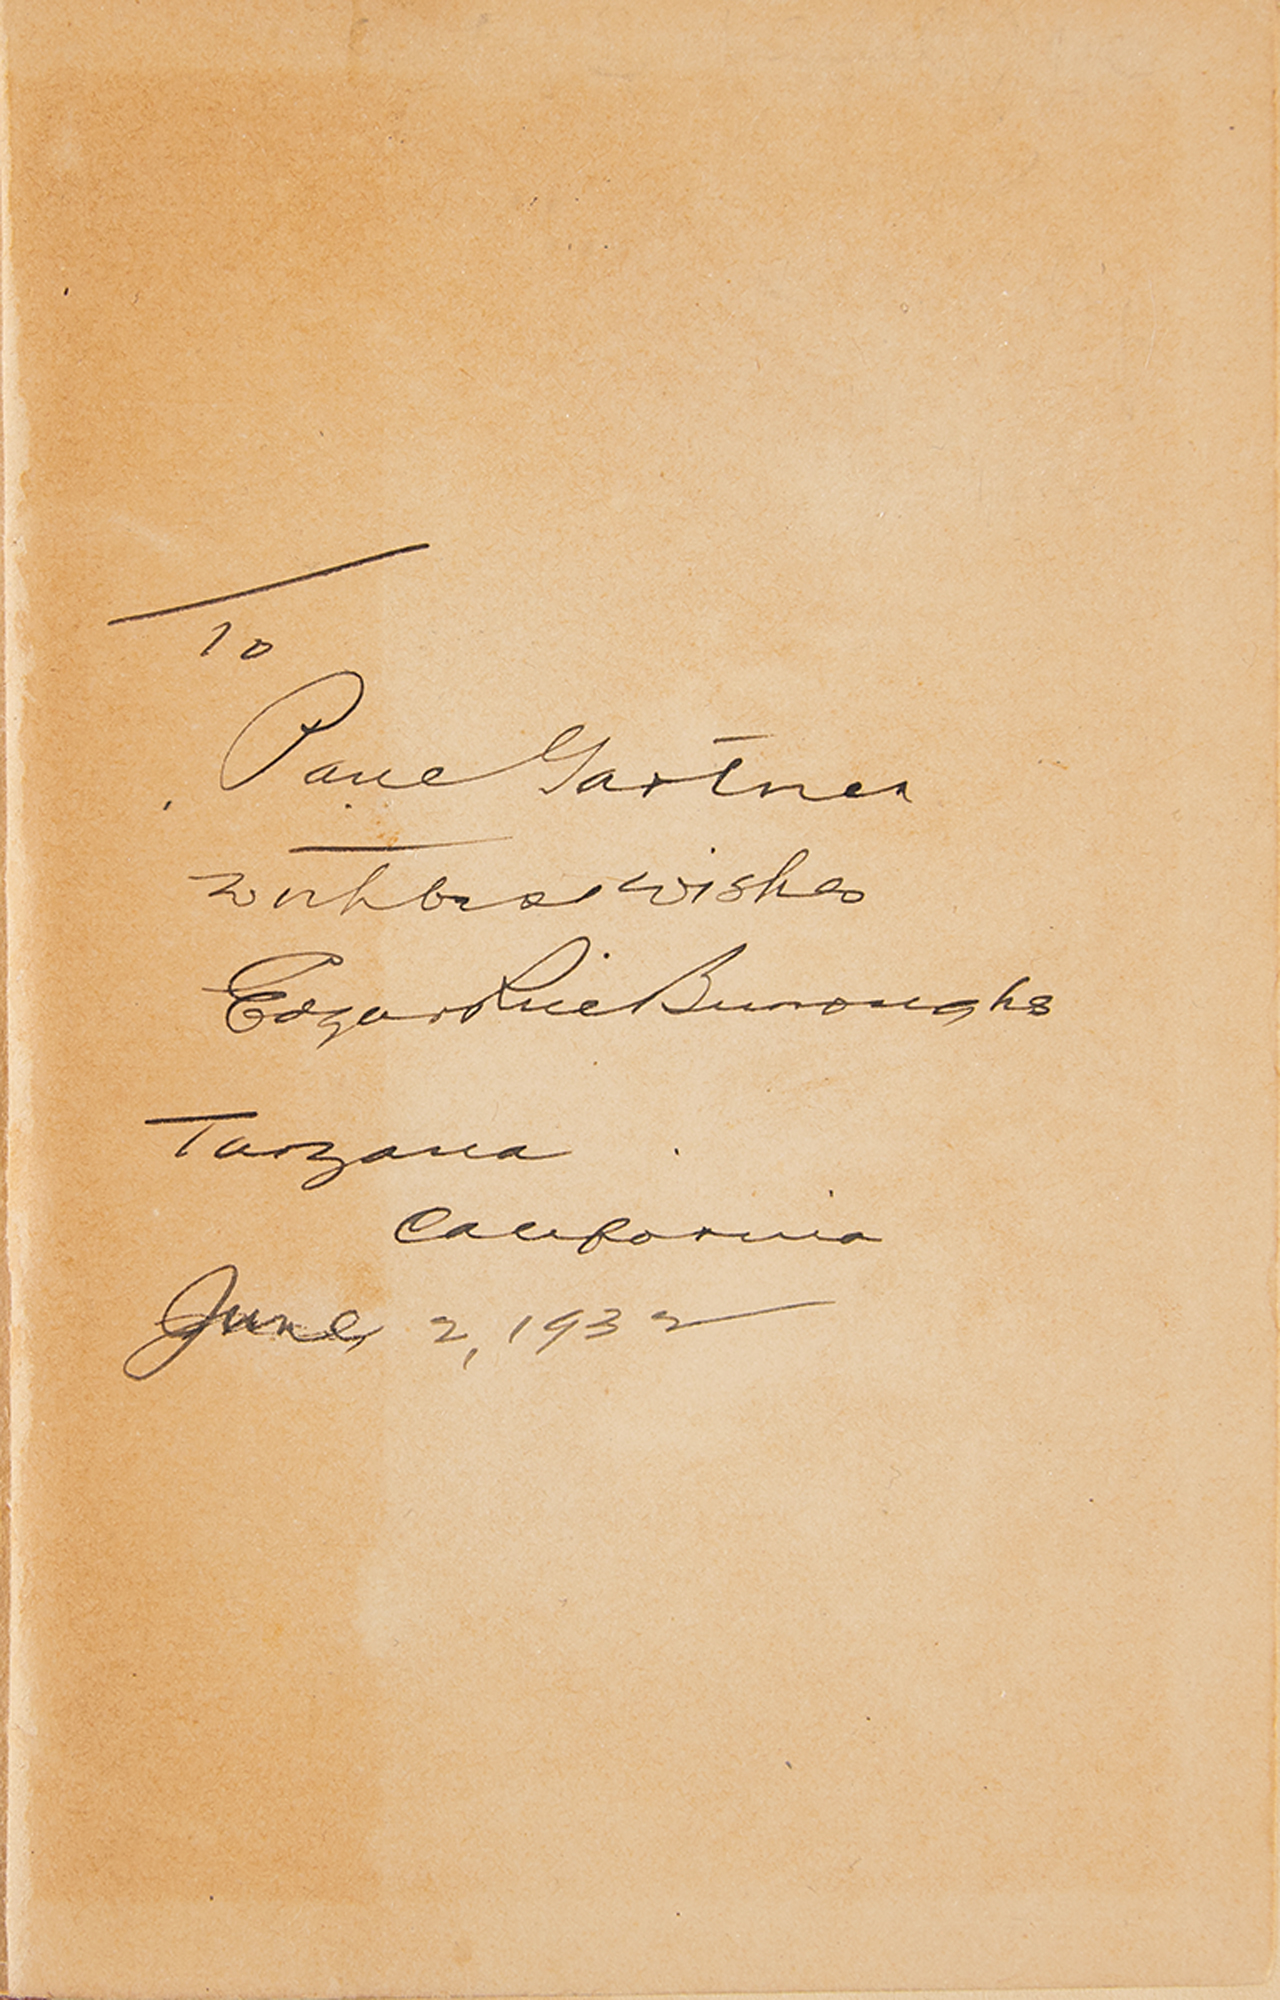 To
Paul Gartner
with best wishes
Edgar Rice Burroughs
Tarzana
California
June 2, 1932